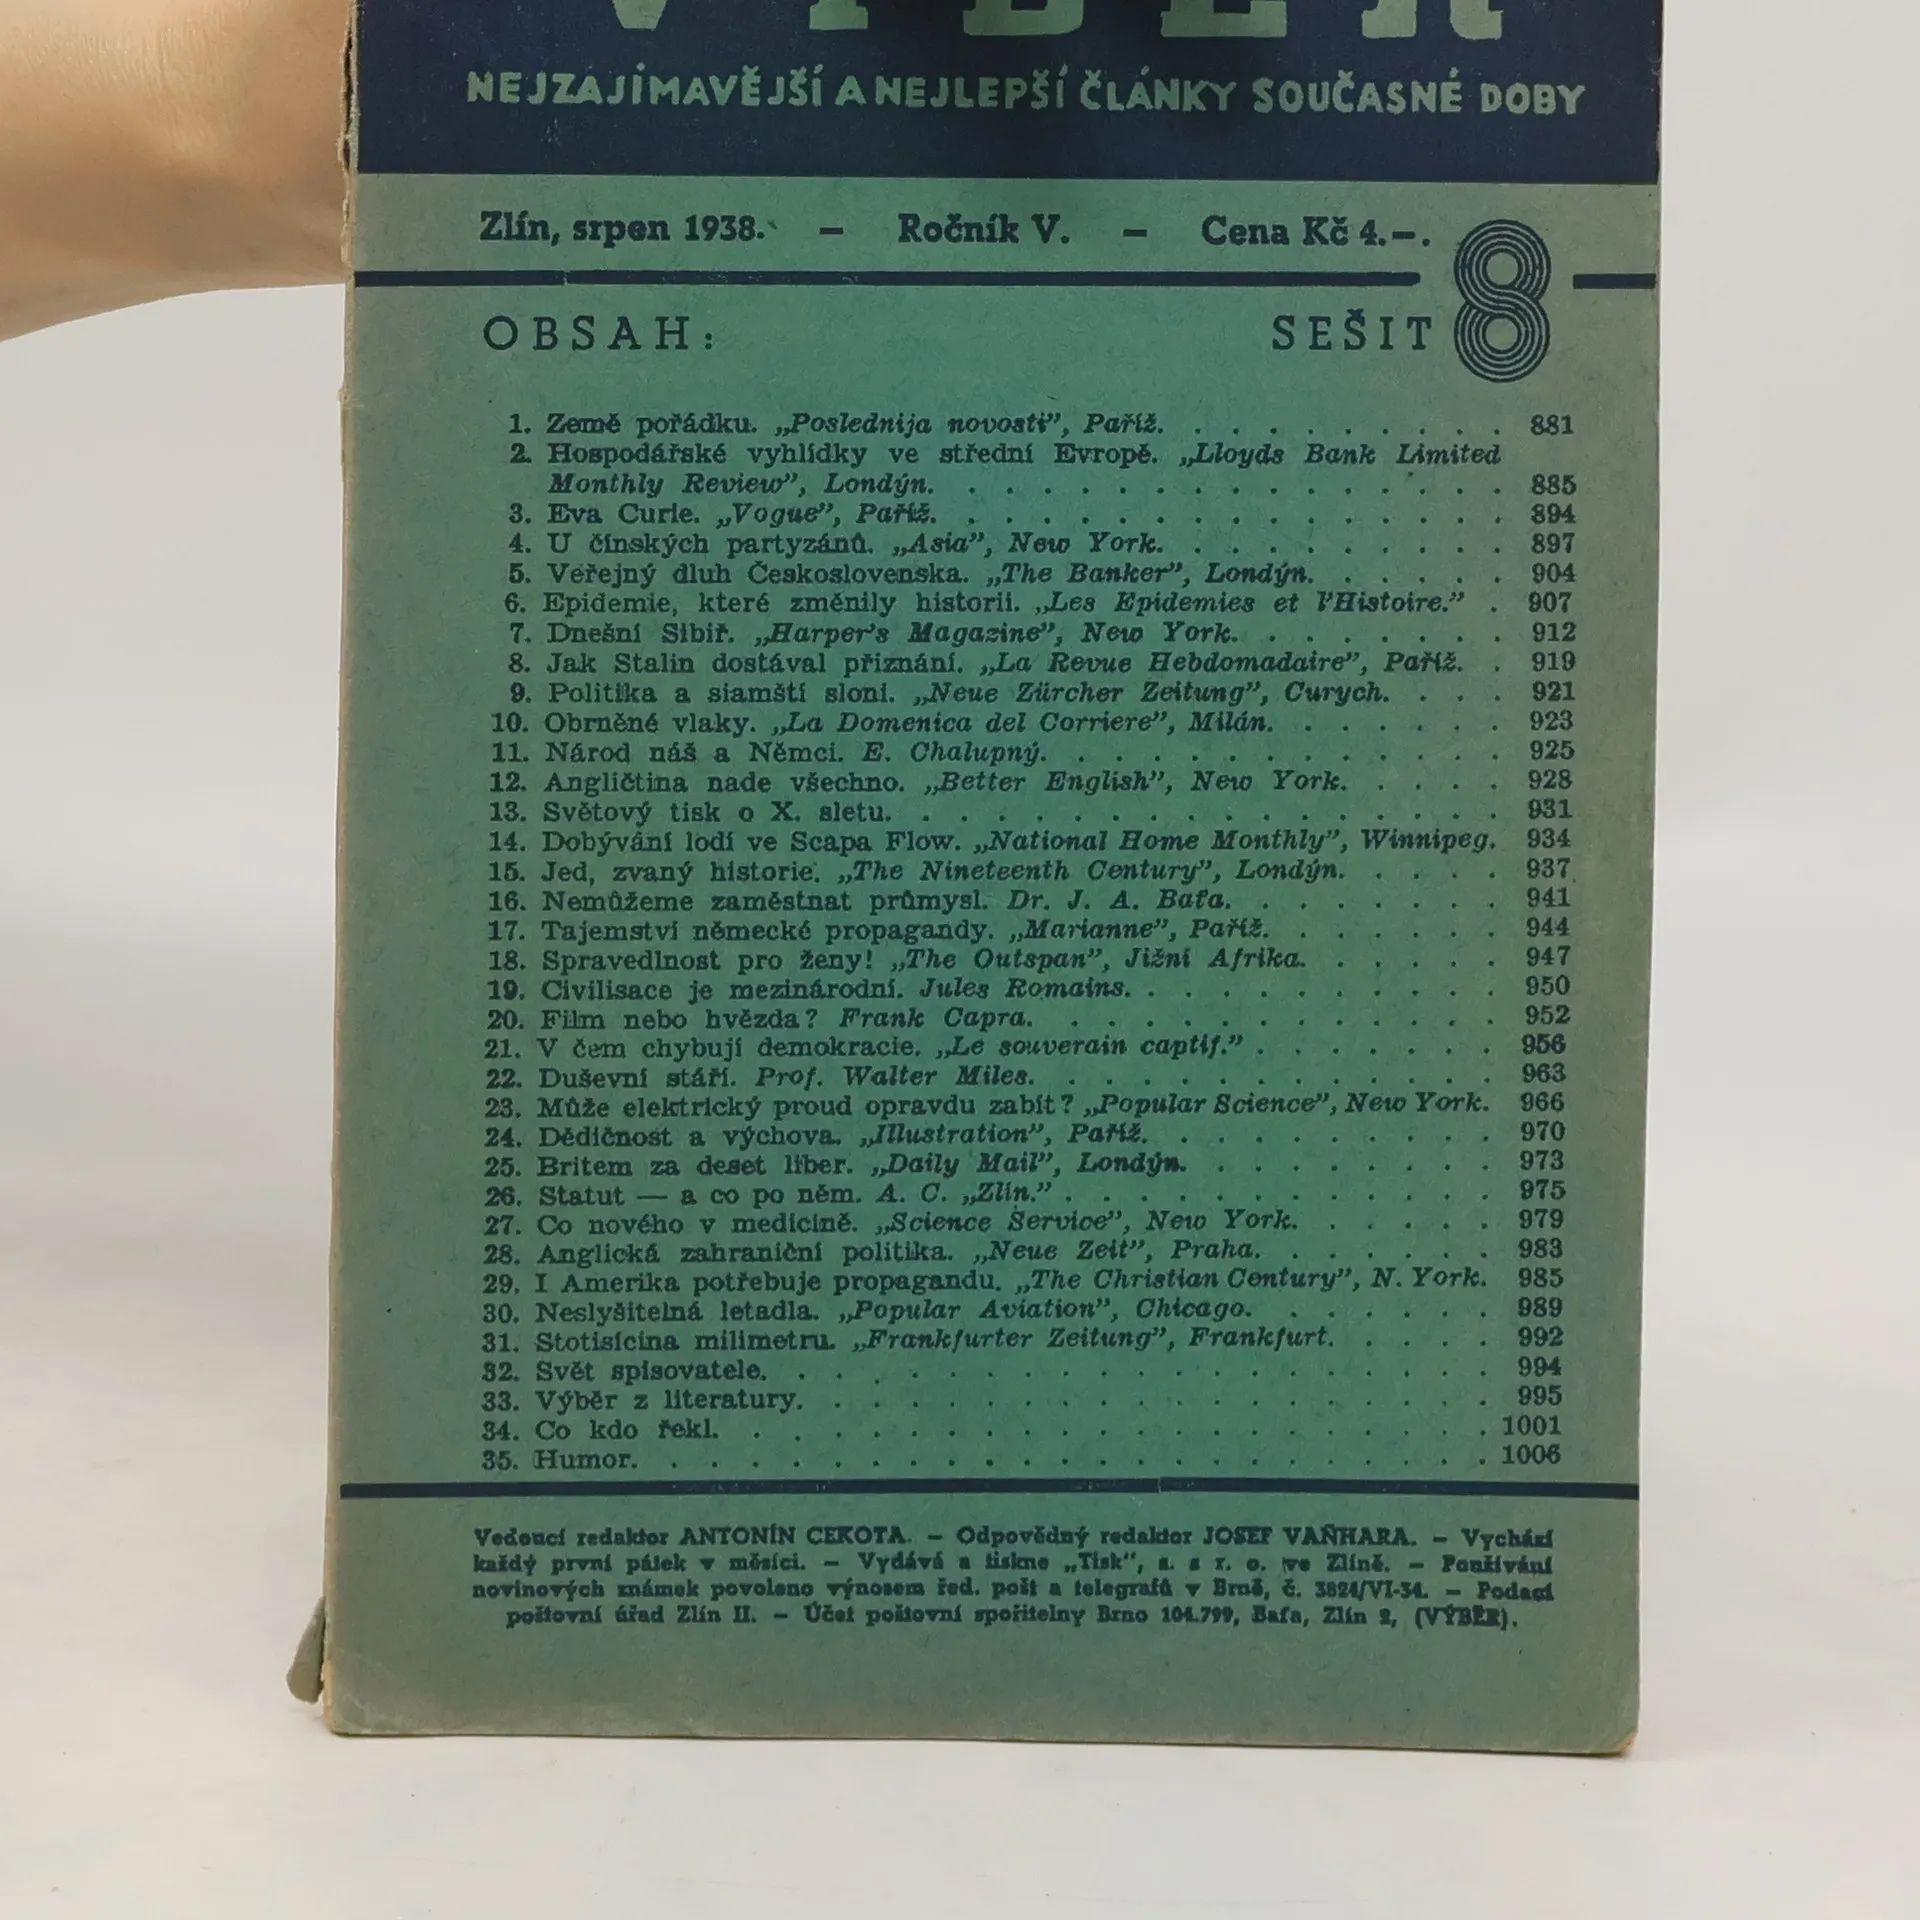 VÝBĚR
NEJZAJÍMAVĚJŠÍ A NEJLEPŠÍ ČLÁNKY SOUČASNÉ DOBY
Zlín, srpen 1938. – Ročník V. – Cena Kč 4.–.
OBSAH: SEŠIT 8
1. Země pořádku. „Poslednija novosti”, Paříž. . . . . . . . . . . 881
2. Hospodářské vyhlídky ve střední Evropě. „Lloyds Bank Limited
Monthly Review”, Londýn. . . . . . . . . . . . . . . . 885
3. Eva Curie. „Vogue”, Paříž. . . . . . . . . . . . . . . . 894
4. U čínských partyzánů. „Asia”, New York. . . . . . . . . . 897
5. Veřejný dluh Československa. „The Banker”, Londýn. . . . . . 904
6. Epidemie, které změnily historii. „Les Epidemies et l'Histoire.” . 907
7. Dnešní Sibiř. „Harper's Magazine”, New York. . . . . . . . 912
8. Jak Stalin dostával přiznání. „La Revue Hebdomadaire”, Paříž. . 919
9. Politika a siamští sloni. „Neue Zürcher Zeitung”, Curych. . . . 921
10. Obrněné vlaky. „La Domenica del Corriere”, Milán. . . . . . . 923
11. Národ náš a Němci. E. Chalupný. . . . . . . . . . . . . 925
12. Angličtina nade všechno. „Better English”, New York. . . . . 928
13. Světový tisk o X. sletu. . . . . . . . . . . . . . . . . 931
14. Dobývání lodí ve Scapa Flow. „National Home Monthly”, Winnipeg. 934
15. Jed, zvaný historie. „The Nineteenth Century”, Londýn. . . . . 937
16. Nemůžeme zaměstnat průmysl. Dr. J. A. Baťa. . . . . . . . 941
17. Tajemství německé propagandy. „Marianne”, Paříž. . . . . . . 944
18. Spravedlnost pro ženy! „The Outspan”, Jižní Afrika. . . . . . 947
19. Civilisace je mezinárodní. Jules Romains. . . . . . . . . . . 950
20. Film nebo hvězda? Frank Capra. . . . . . . . . . . . . 952
21. V čem chybují demokracie. „Le souverain captif.” . . . . . . . 956
22. Duševní stáří. Prof. Walter Miles. . . . . . . . . . . . . 963
23. Může elektrický proud opravdu zabít? „Popular Science”, New York. 966
24. Dědičnost a výchova. „Illustration”, Paříž. . . . . . . . . . 970
25. Britem za deset liber. „Daily Mail”, Londýn. . . . . . . . . 973
26. Statut — a co po něm. A. C. „Zlín.” . . . . . . . . . . . . 975
27. Co nového v medicině. „Science Service”, New York. . . . . . 979
28. Anglická zahraniční politika. „Neue Zeit”, Praha. . . . . . . 983
29. I Amerika potřebuje propagandu. „The Christian Century”, N. York. 985
30. Neslyšitelná letadla. „Popular Aviation”, Chicago. . . . . . . 989
31. Stotisícina milimetru. „Frankfurter Zeitung”, Frankfurt. . . . . 992
32. Svět spisovatele. . . . . . . . . . . . . . . . . . . . 994
33. Výběr z literatury. . . . . . . . . . . . . . . . . . . 995
34. Co kdo řekl. . . . . . . . . . . . . . . . . . . . . 1001
35. Humor. . . . . . . . . . . . . . . . . . . . . . . 1006
Vedoucí redaktor ANTONÍN CEKOTA. – Odpovědný redaktor JOSEF VAŇHARA. – Vychází
každý první pátek v měsíci. – Vydává a tiskne „Tisk”, s. s r. o. ve Zlíně. – Používání
novinových známek povoleno výnosem řed. pošt a telegrafů v Brně, č. 3824/VI-34. – Podací
poštovní úřad Zlín II. – Účet poštovní spořitelny Brno 104.799, Baťa, Zlín 2, (VÝBĚR).